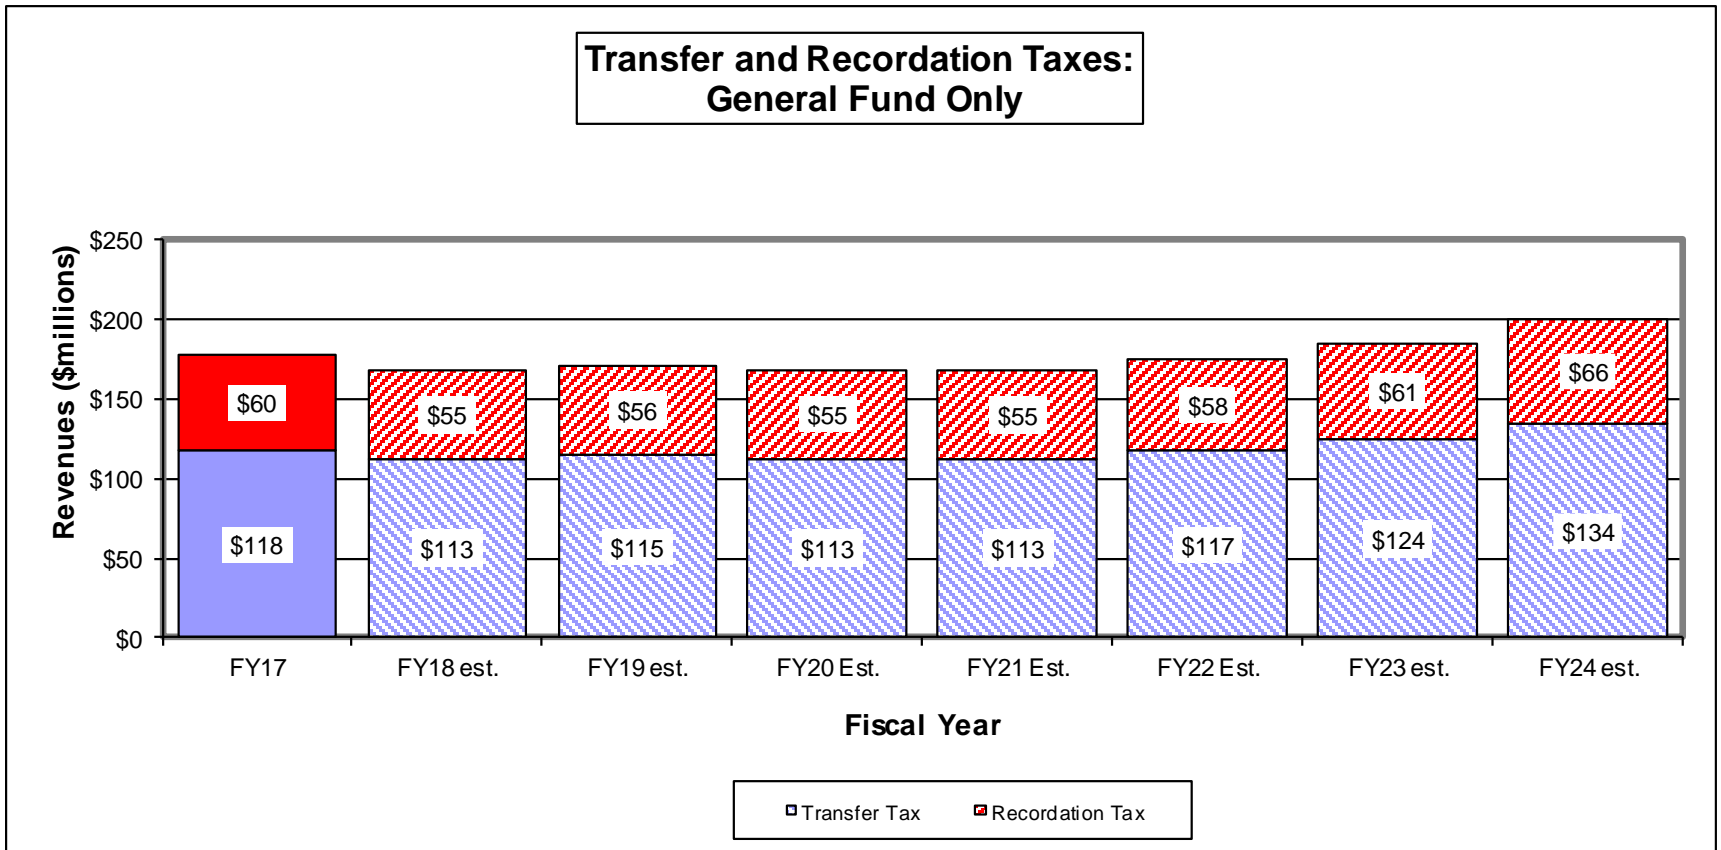 Transfer and Recordation Taxes:
General Fund Only
Revenues ($millions)
$250
$200
$150
$100
$50
$0
$60 $55 $56 $55 $55 $58 $61 $66
$118 $113 $115 $113 $113 $117 $124 $134
FY17 FY18 est. FY19 est. FY20 Est. FY21 Est. FY22 Est. FY23 est. FY24 est.
Fiscal Year
Transfer Tax Recordation Tax